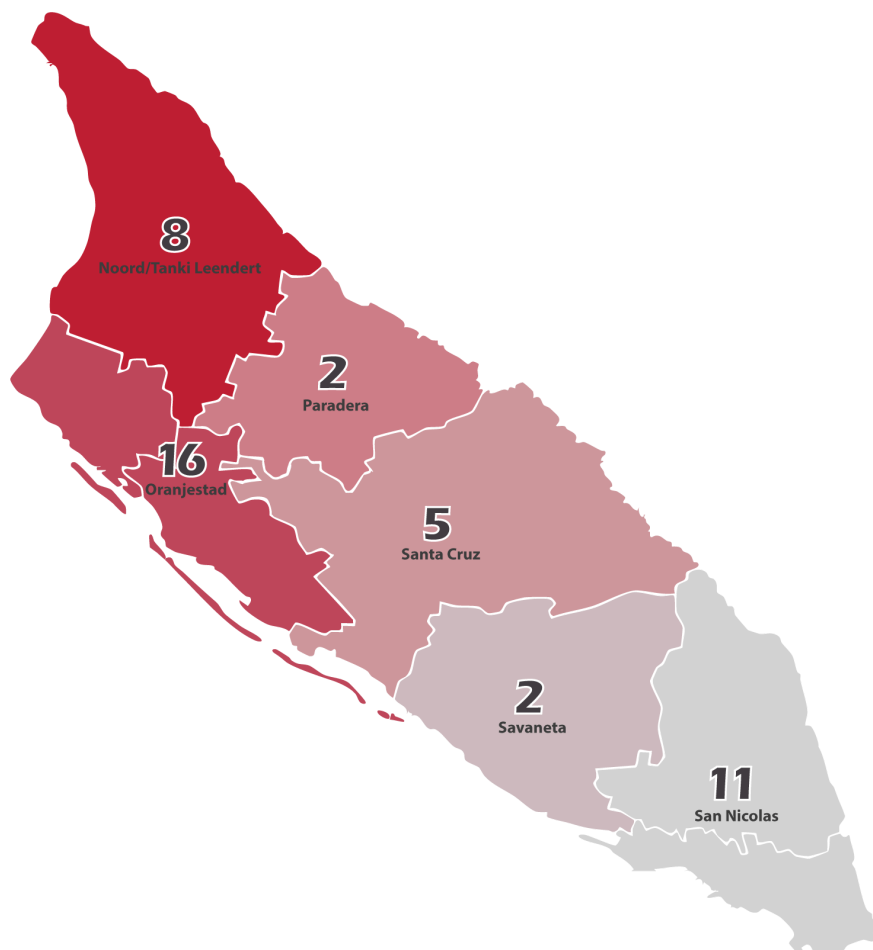 8
Noord/Tanki Leendert
2
Paradera
16
Oranjestad
5
Santa Cruz
2
Savaneta
11
San Nicolas